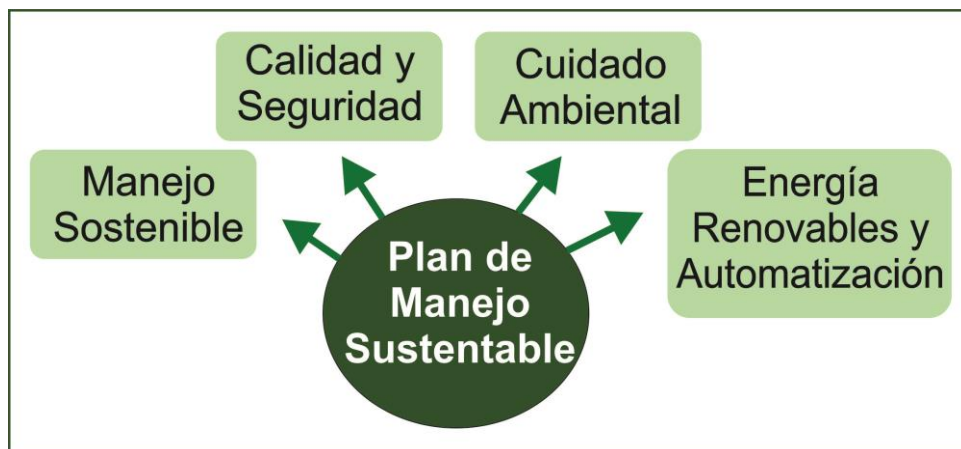 Calidad y
Seguridad
Cuidado
Ambiental
Manejo
Sostenible
Energía
Renovables y
Automatización
Plan de
Manejo
Sustentable